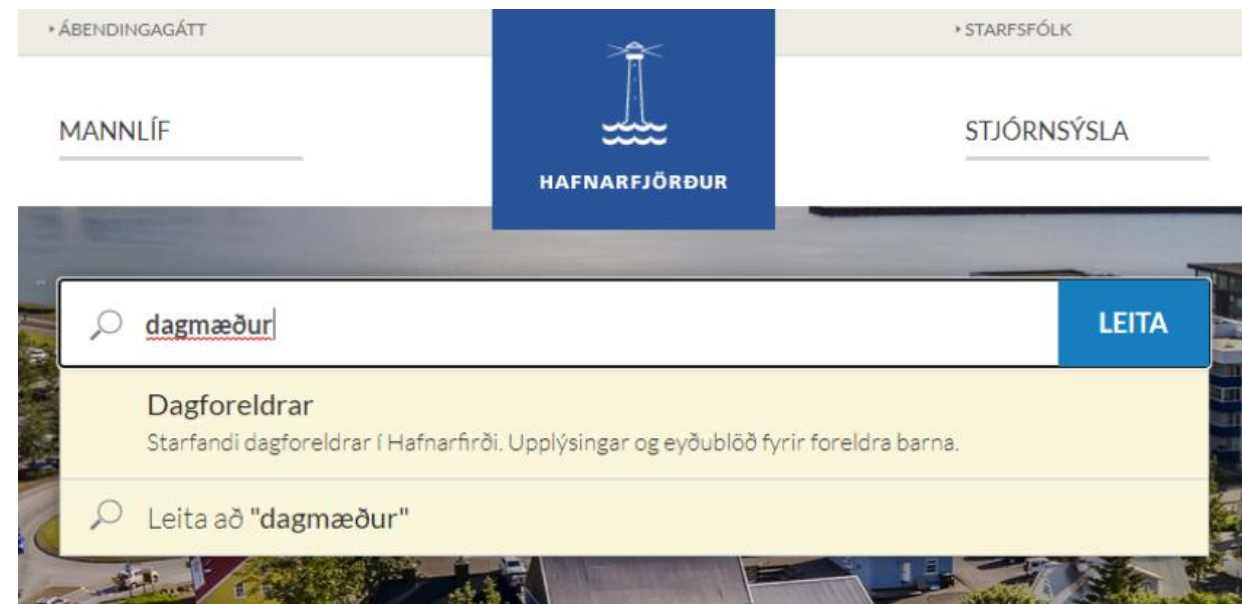 ÁBENDINGAGÁTT
STARFSFÓLK
MANNLÍF
STJÓRNSÝSLA
HAFNARFJÖRÐUR
dagmæður
LEITA
Dagforeldrar
Starfandi dagforeldrar í Hafnarfirði. Upplýsingar og eyðublöð fyrir foreldra barna.
Leita að "dagmæður"